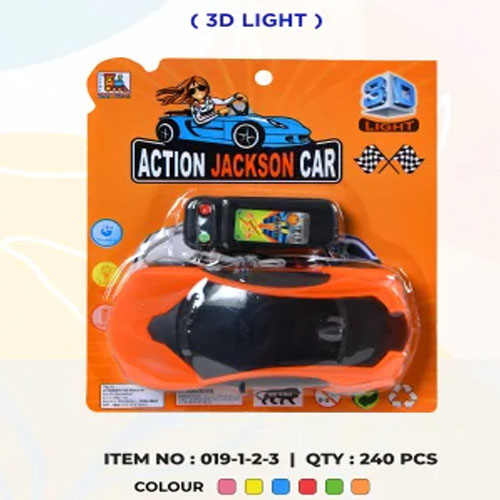 ( 3D LIGHT )
3D
LIGHT
ACTION JACKSON CAR
ITEM NO : 019-1-2-3 | QTY : 240 PCS
COLOUR